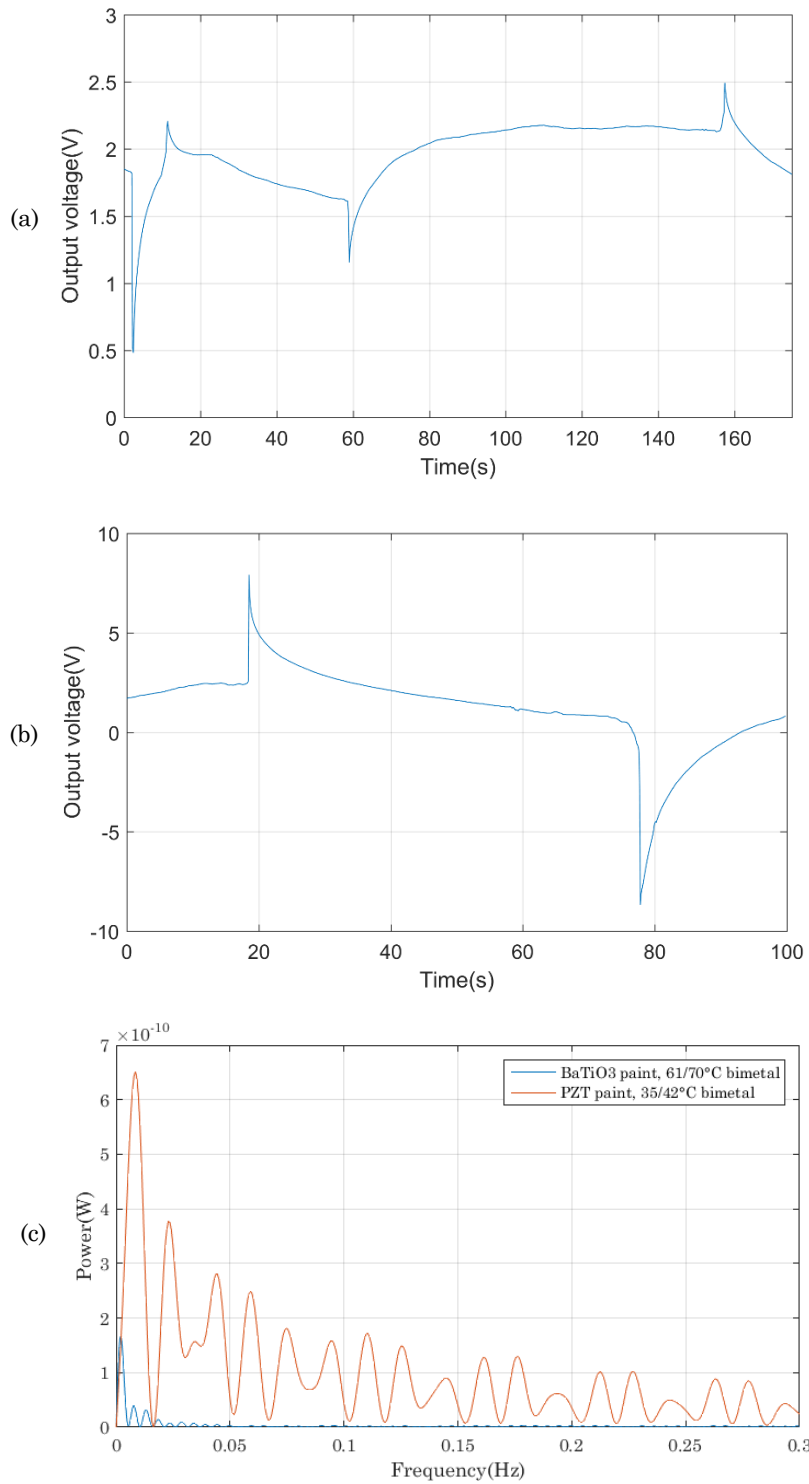 (a)
Output voltage(V)
3
2.5
2
1.5
1
0.5
0
0 20 40 60 80 100 120 140 160
Time(s)
(b)
Output voltage(V)
10
5
0
-5
-10
0 20 40 60 80 100
Time(s)
(c)
Power(W)
×10-10
7
6
5
4
3
2
1
0
BaTiO3 paint, 61/70°C bimetal
PZT paint, 35/42°C bimetal
0 0.05 0.1 0.15 0.2 0.25 0.3
Frequency(Hz)